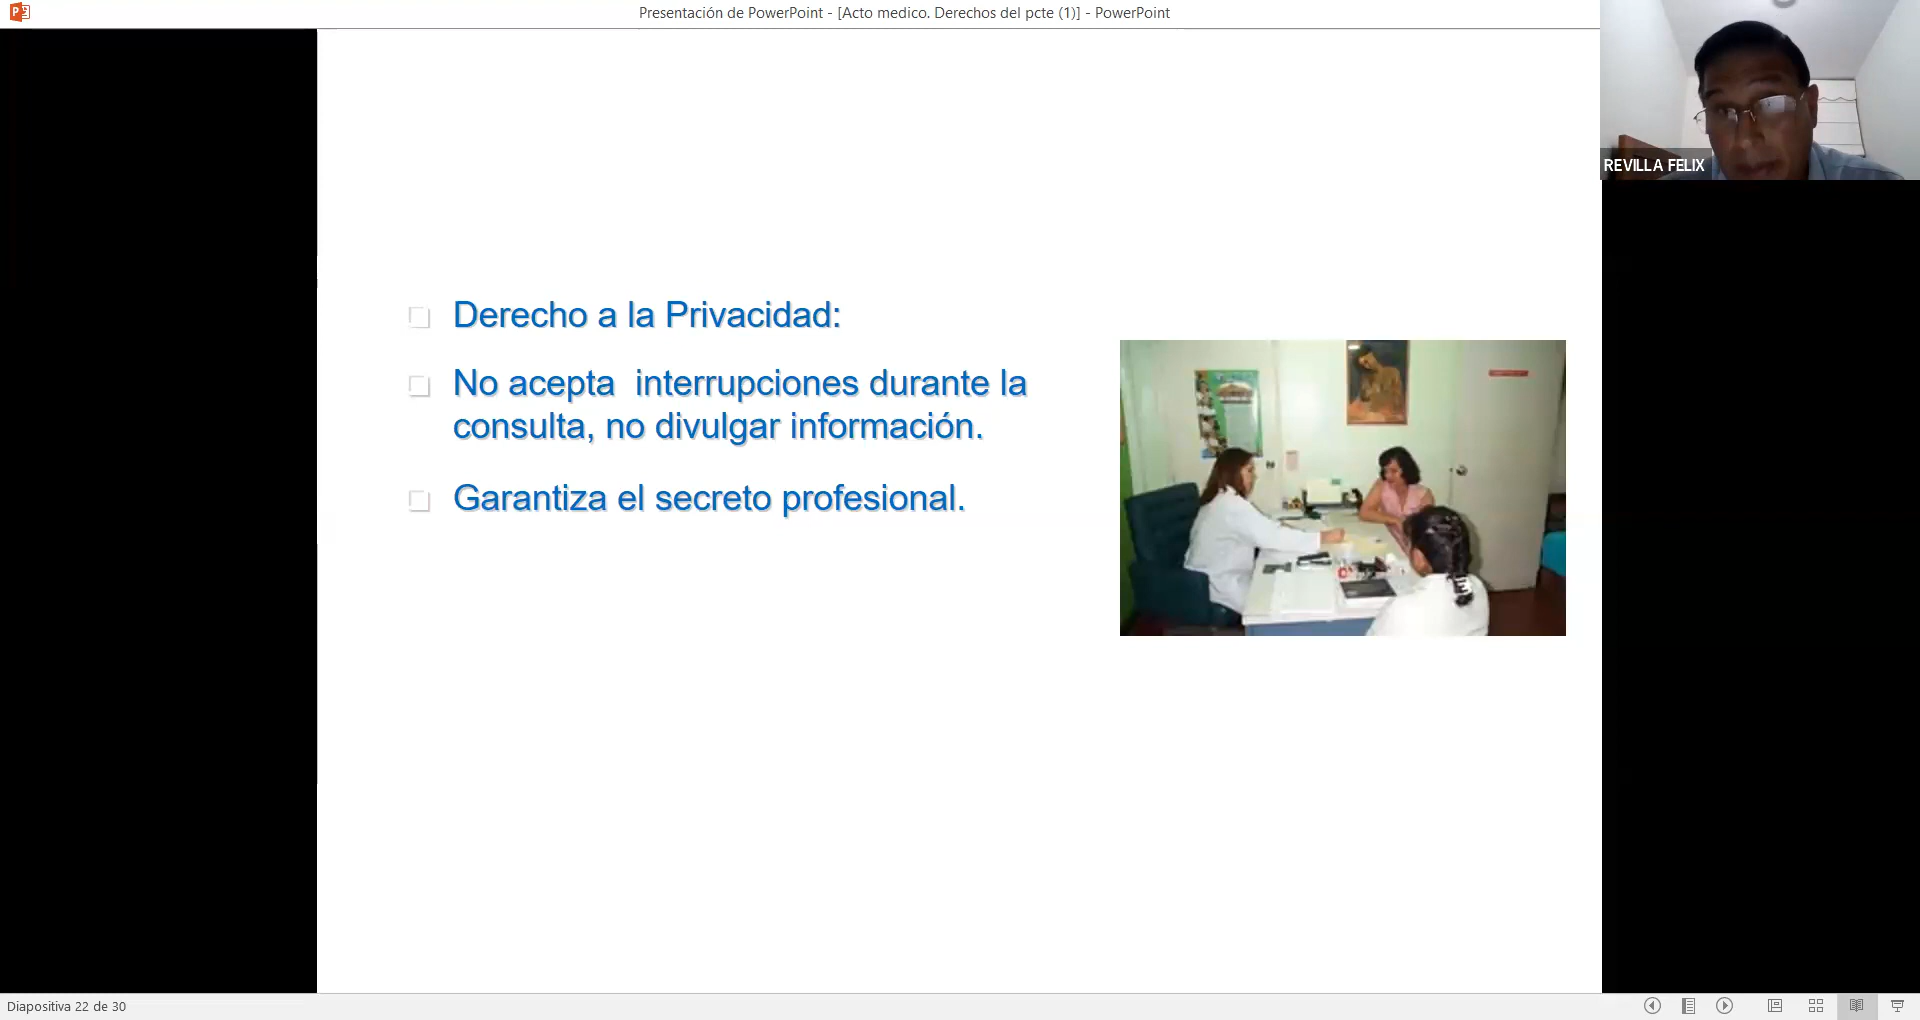 Presentación de PowerPoint - [Acto medico. Derechos del pcte (1)] - PowerPoint
REVILLA FELIX
Derecho a la Privacidad:
No acepta  interrupciones durante la
consulta, no divulgar información.
Garantiza el secreto profesional.
Diapositiva 22 de 30